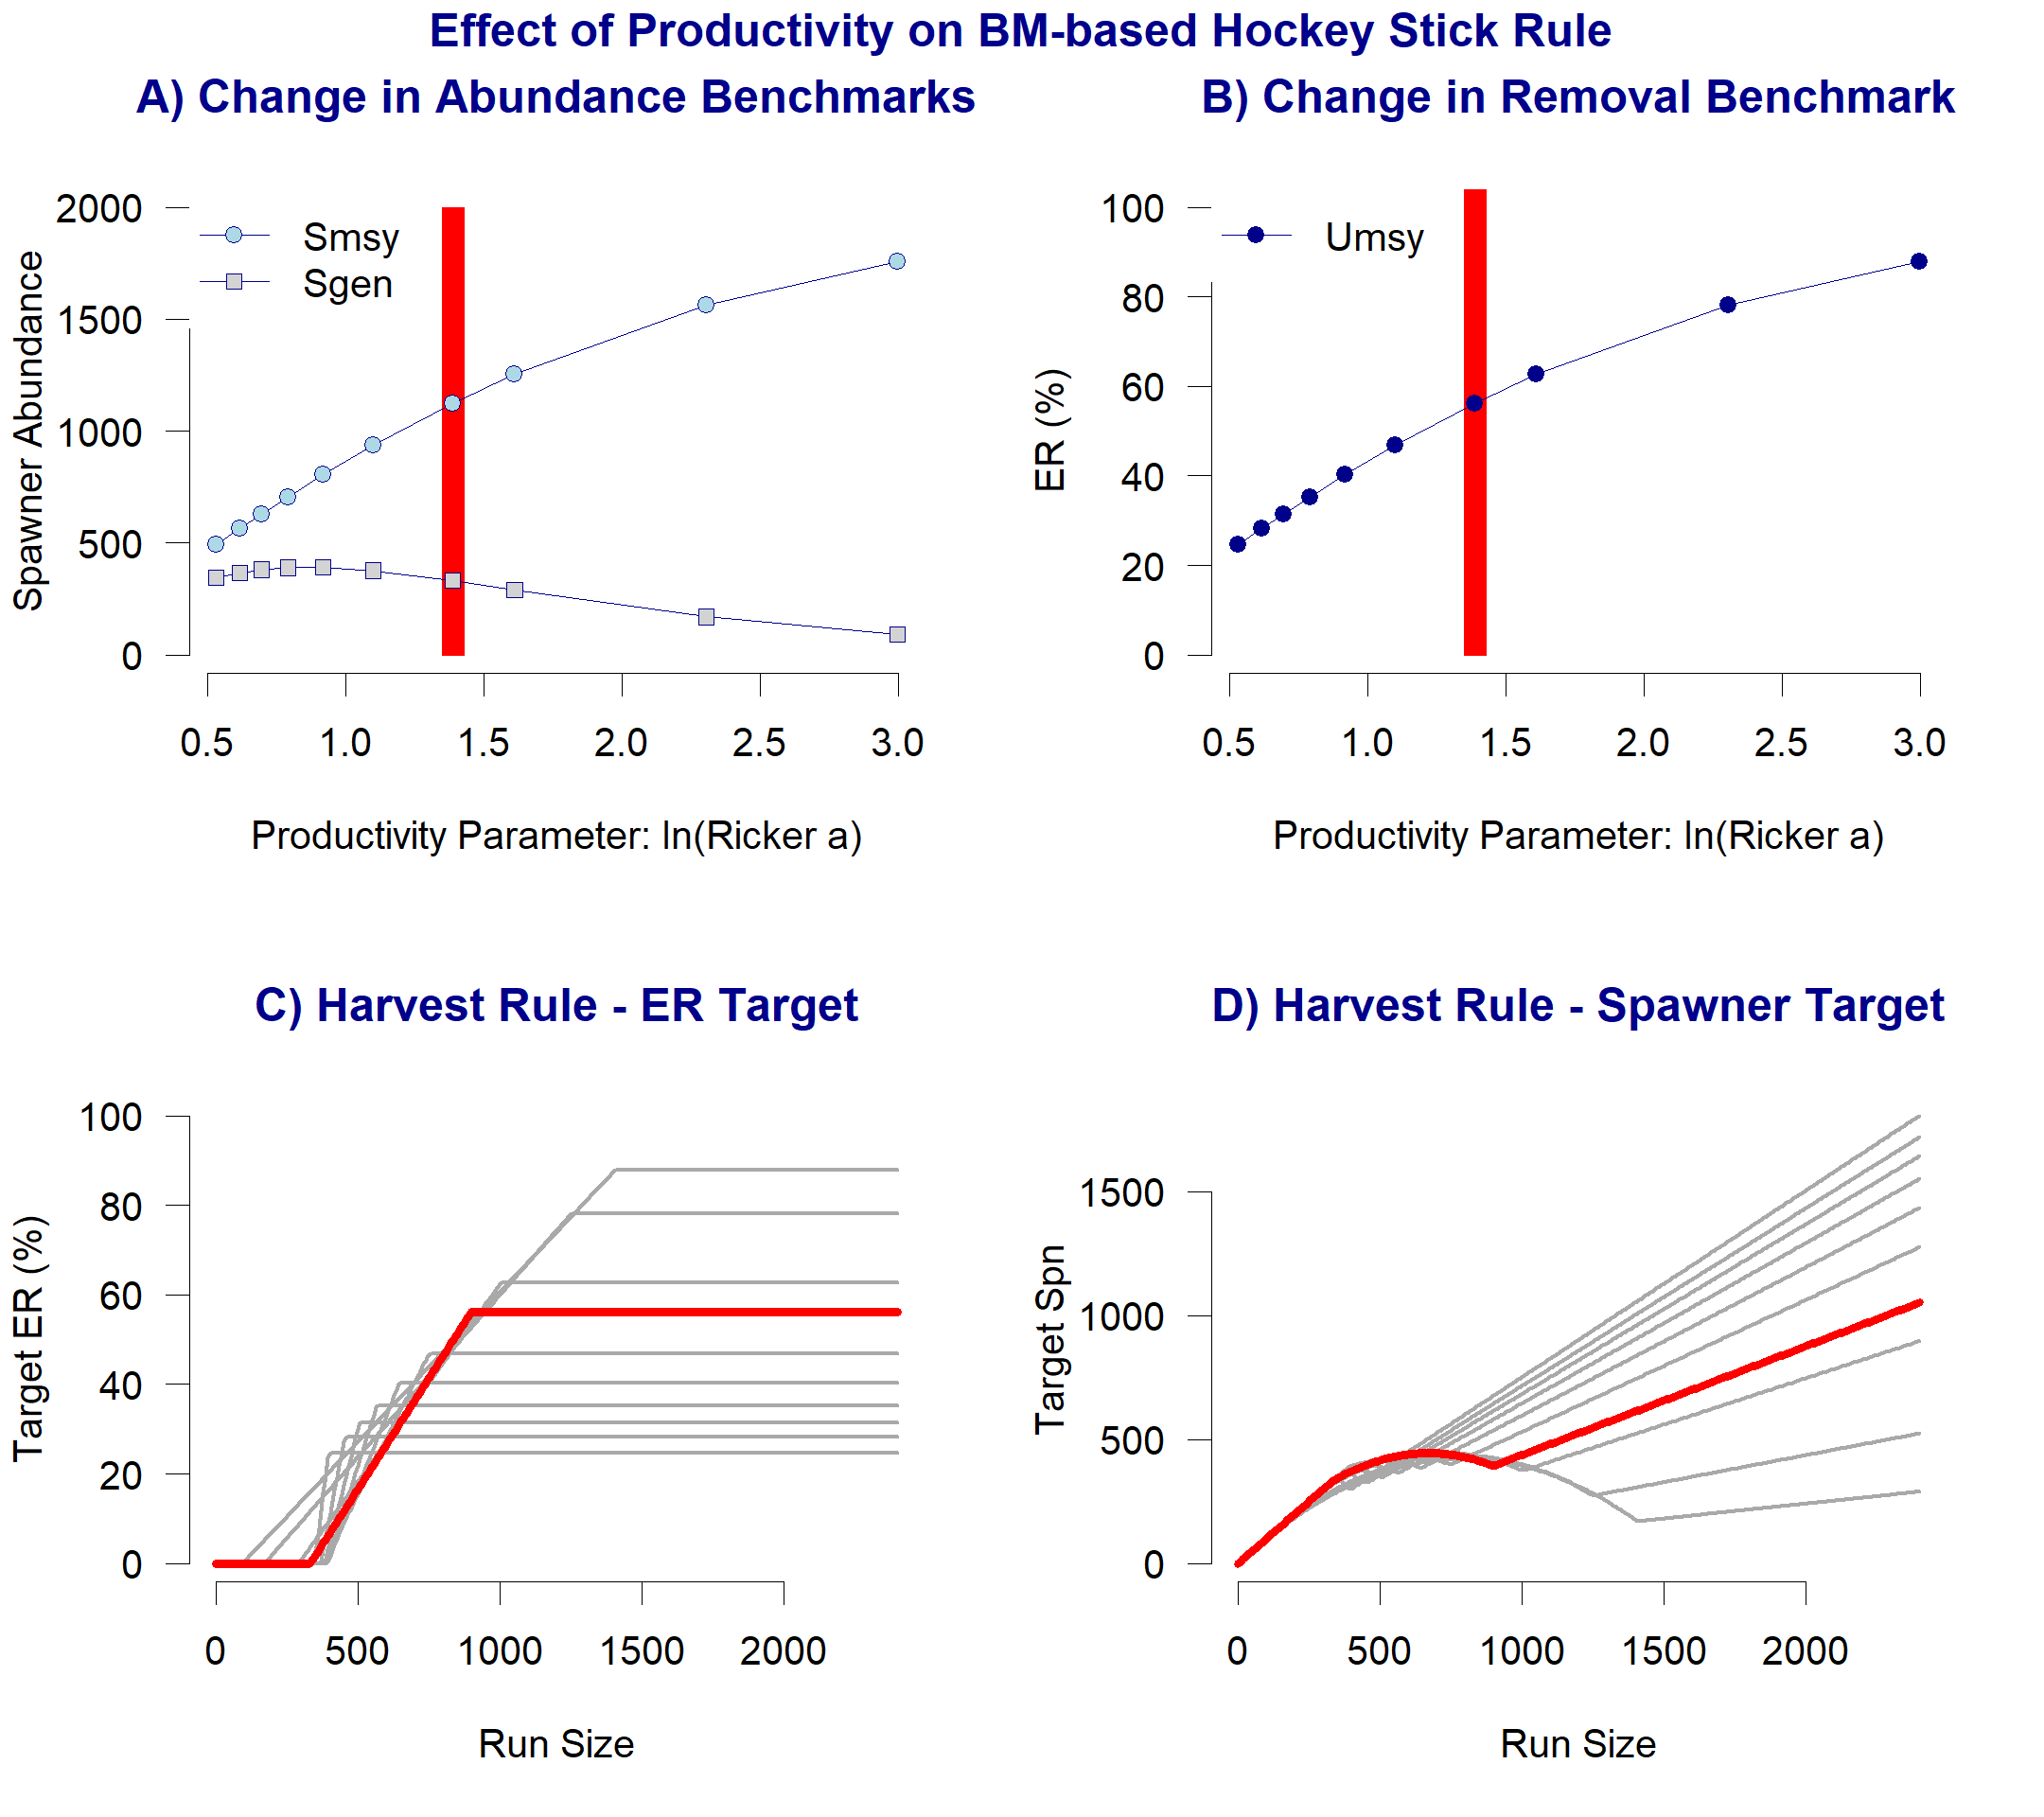 Effect of Productivity on BM-based Hockey Stick Rule
A) Change in Abundance Benchmarks
Spawner Abundance
2000
1500
1000
500
0
Smsy
Sgen
0.5 1.0 1.5 2.0 2.5 3.0
Productivity Parameter: ln(Ricker a)
B) Change in Removal Benchmark
ER (%)
100
80
60
40
20
0
Umsy
0.5 1.0 1.5 2.0 2.5 3.0
Productivity Parameter: ln(Ricker a)
C) Harvest Rule - ER Target
Target ER (%)
100
80
60
40
20
0
0 500 1000 1500 2000
Run Size
D) Harvest Rule - Spawner Target
Target Spn
1500
1000
500
0
0 500 1000 1500 2000
Run Size